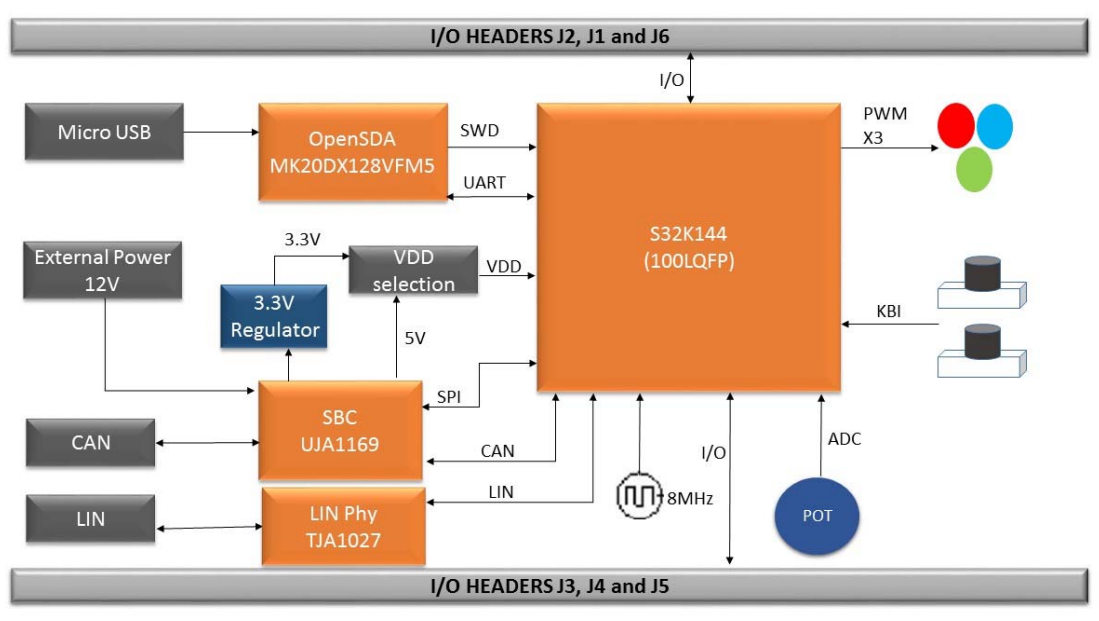 I/O HEADERS J2, J1 and J6
I/O
Micro USB
OpenSDA
MK20DX128VFM5
SWD
UART
S32K144
(100LQFP)
PWM
X3
External Power
12V
3.3V
VDD
selection
VDD
3.3V
Regulator
5V
KBI
SBC
UJA1169
SPI
CAN
CAN
LIN
LIN
LIN Phy
TJA1027
8MHz
I/O
ADC
POT
I/O HEADERS J3, J4 and J5